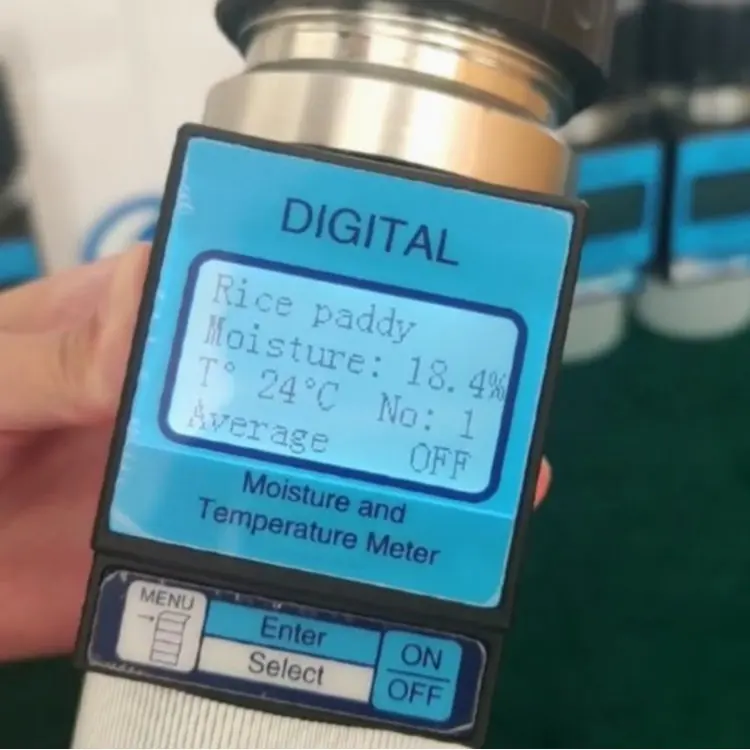 DIGITAL
Rice paddy
Moisture: 18.4%
T° 24°C No: 1
Average OFF
Moisture and
Temperature Meter
MENU
Enter
Select
ON
OFF